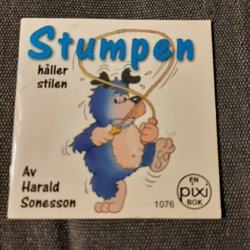 Stumpen
håller
stilen
Av
Harald
Sonesson
1076
EN
pixi
BOK